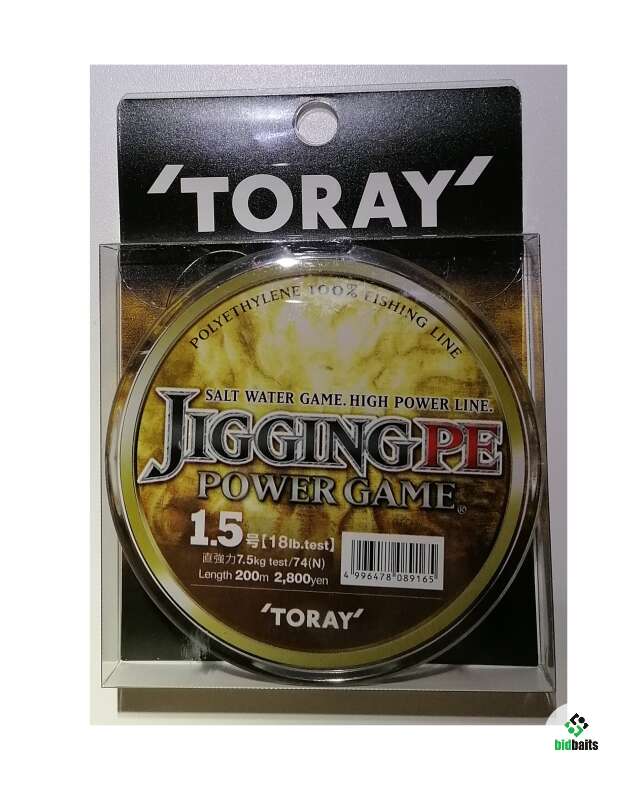 'TORAY'
POLYETHYLENE 100% FISHING LINE
SALT WATER GAME. HIGH POWER LINE.
JIGGING PE
POWER GAME®
1.5号[18lb.test]
直強力7.5kg test/74(N)
Length 200m 2,800yen
4 996478 089165
'TORAY'
bidbaits